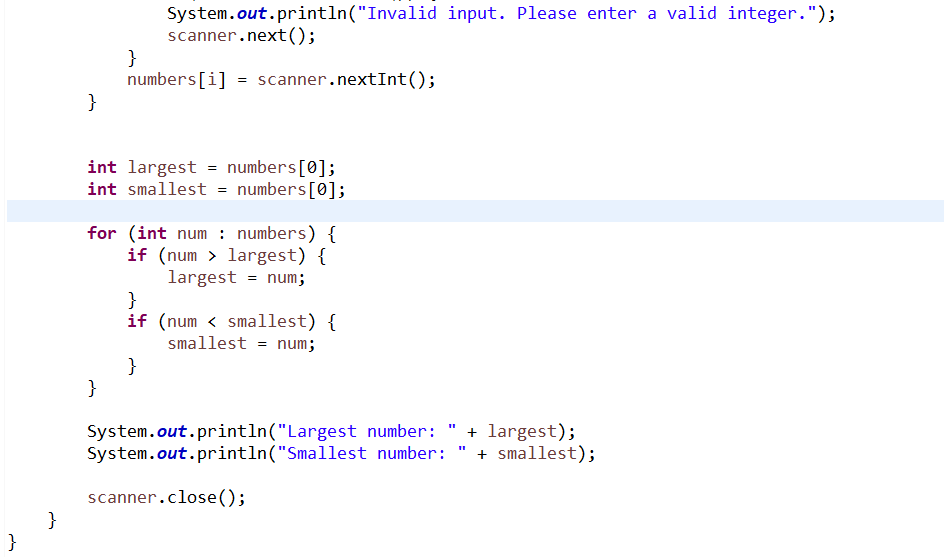 System.out.println("Invalid input. Please enter a valid integer.");
scanner.next();
}
numbers[i] = scanner.nextInt();
}
int largest = numbers[0];
int smallest = numbers[0];
for (int num : numbers) {
if (num > largest) {
largest = num;
}
if (num < smallest) {
smallest = num;
}
}
System.out.println("Largest number: " + largest);
System.out.println("Smallest number: " + smallest);
scanner.close();
}
}